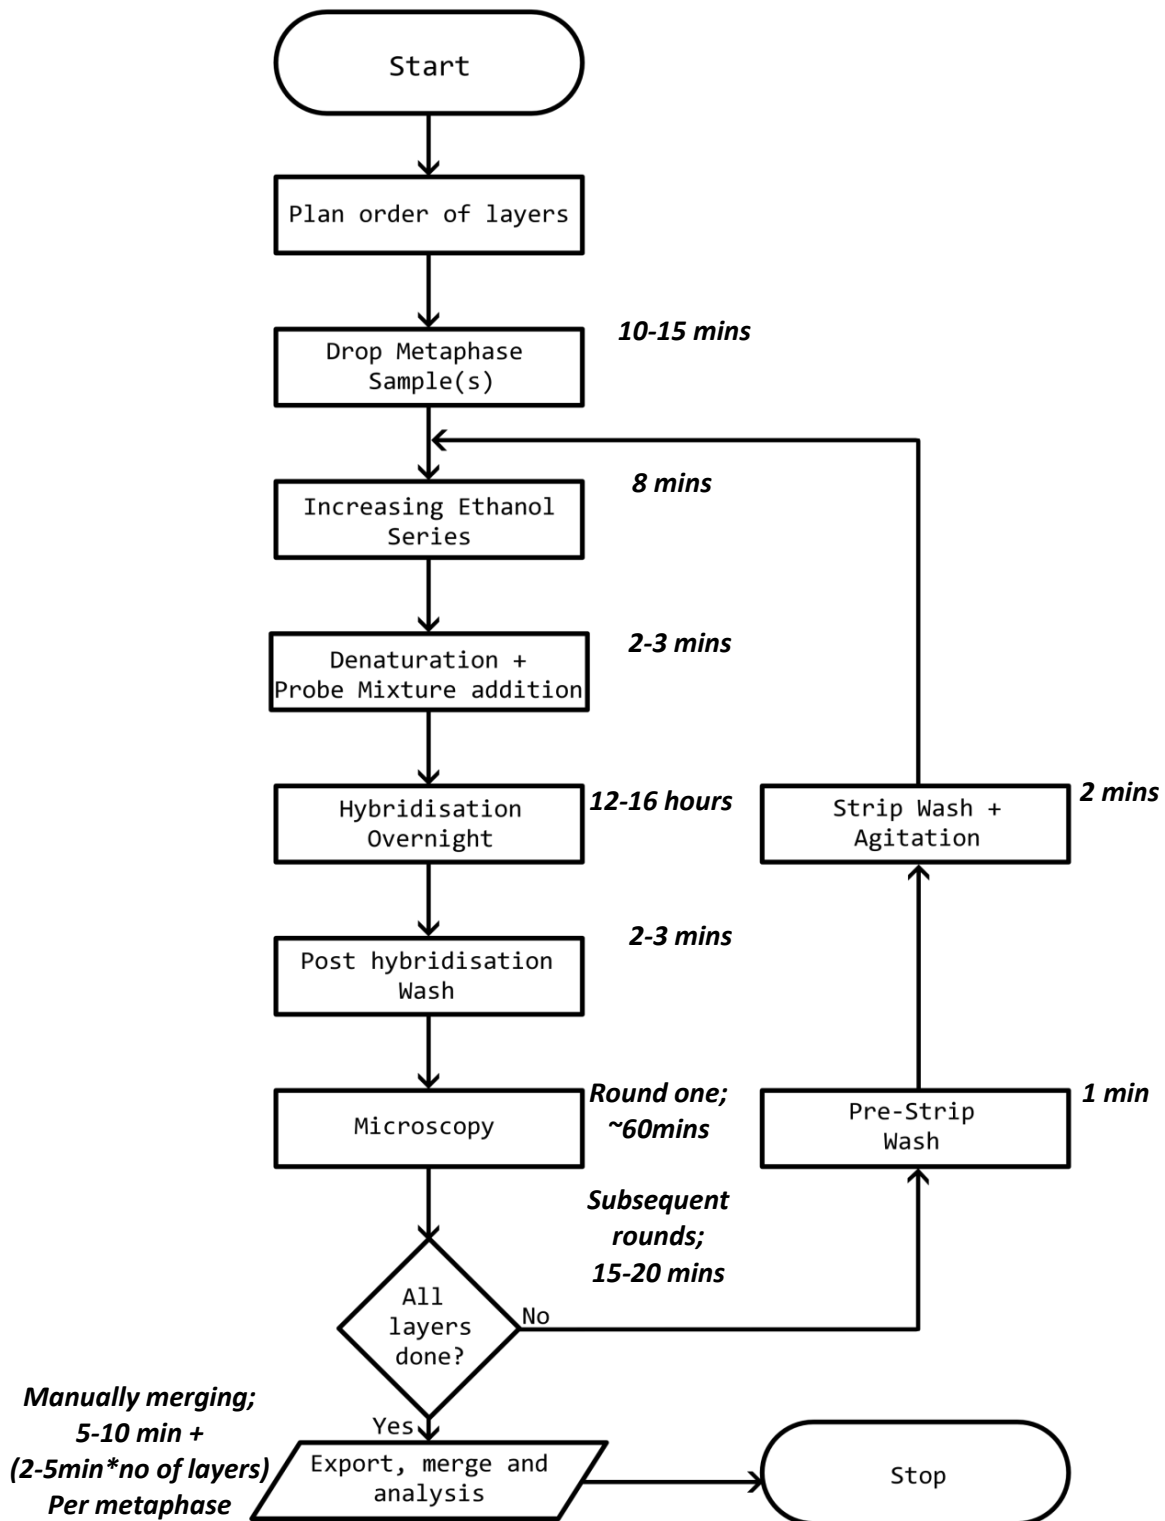 Start
Plan order of layers
Drop Metaphase
Sample(s)
10-15 mins
Increasing Ethanol
Series
8 mins
Denaturation +
Probe Mixture addition
2-3 mins
Hybridisation
Overnight
12-16 hours
Strip Wash +
Agitation
2 mins
Post hybridisation
Wash
2-3 mins
Microscopy
Round one;
~60mins
Pre-Strip
Wash
1 min
Subsequent
rounds;
15-20 mins
All
layers
done?
No
Yes
Manually merging;
5-10 min +
(2-5min*no of layers)
Per metaphase
Export, merge and
analysis
Stop